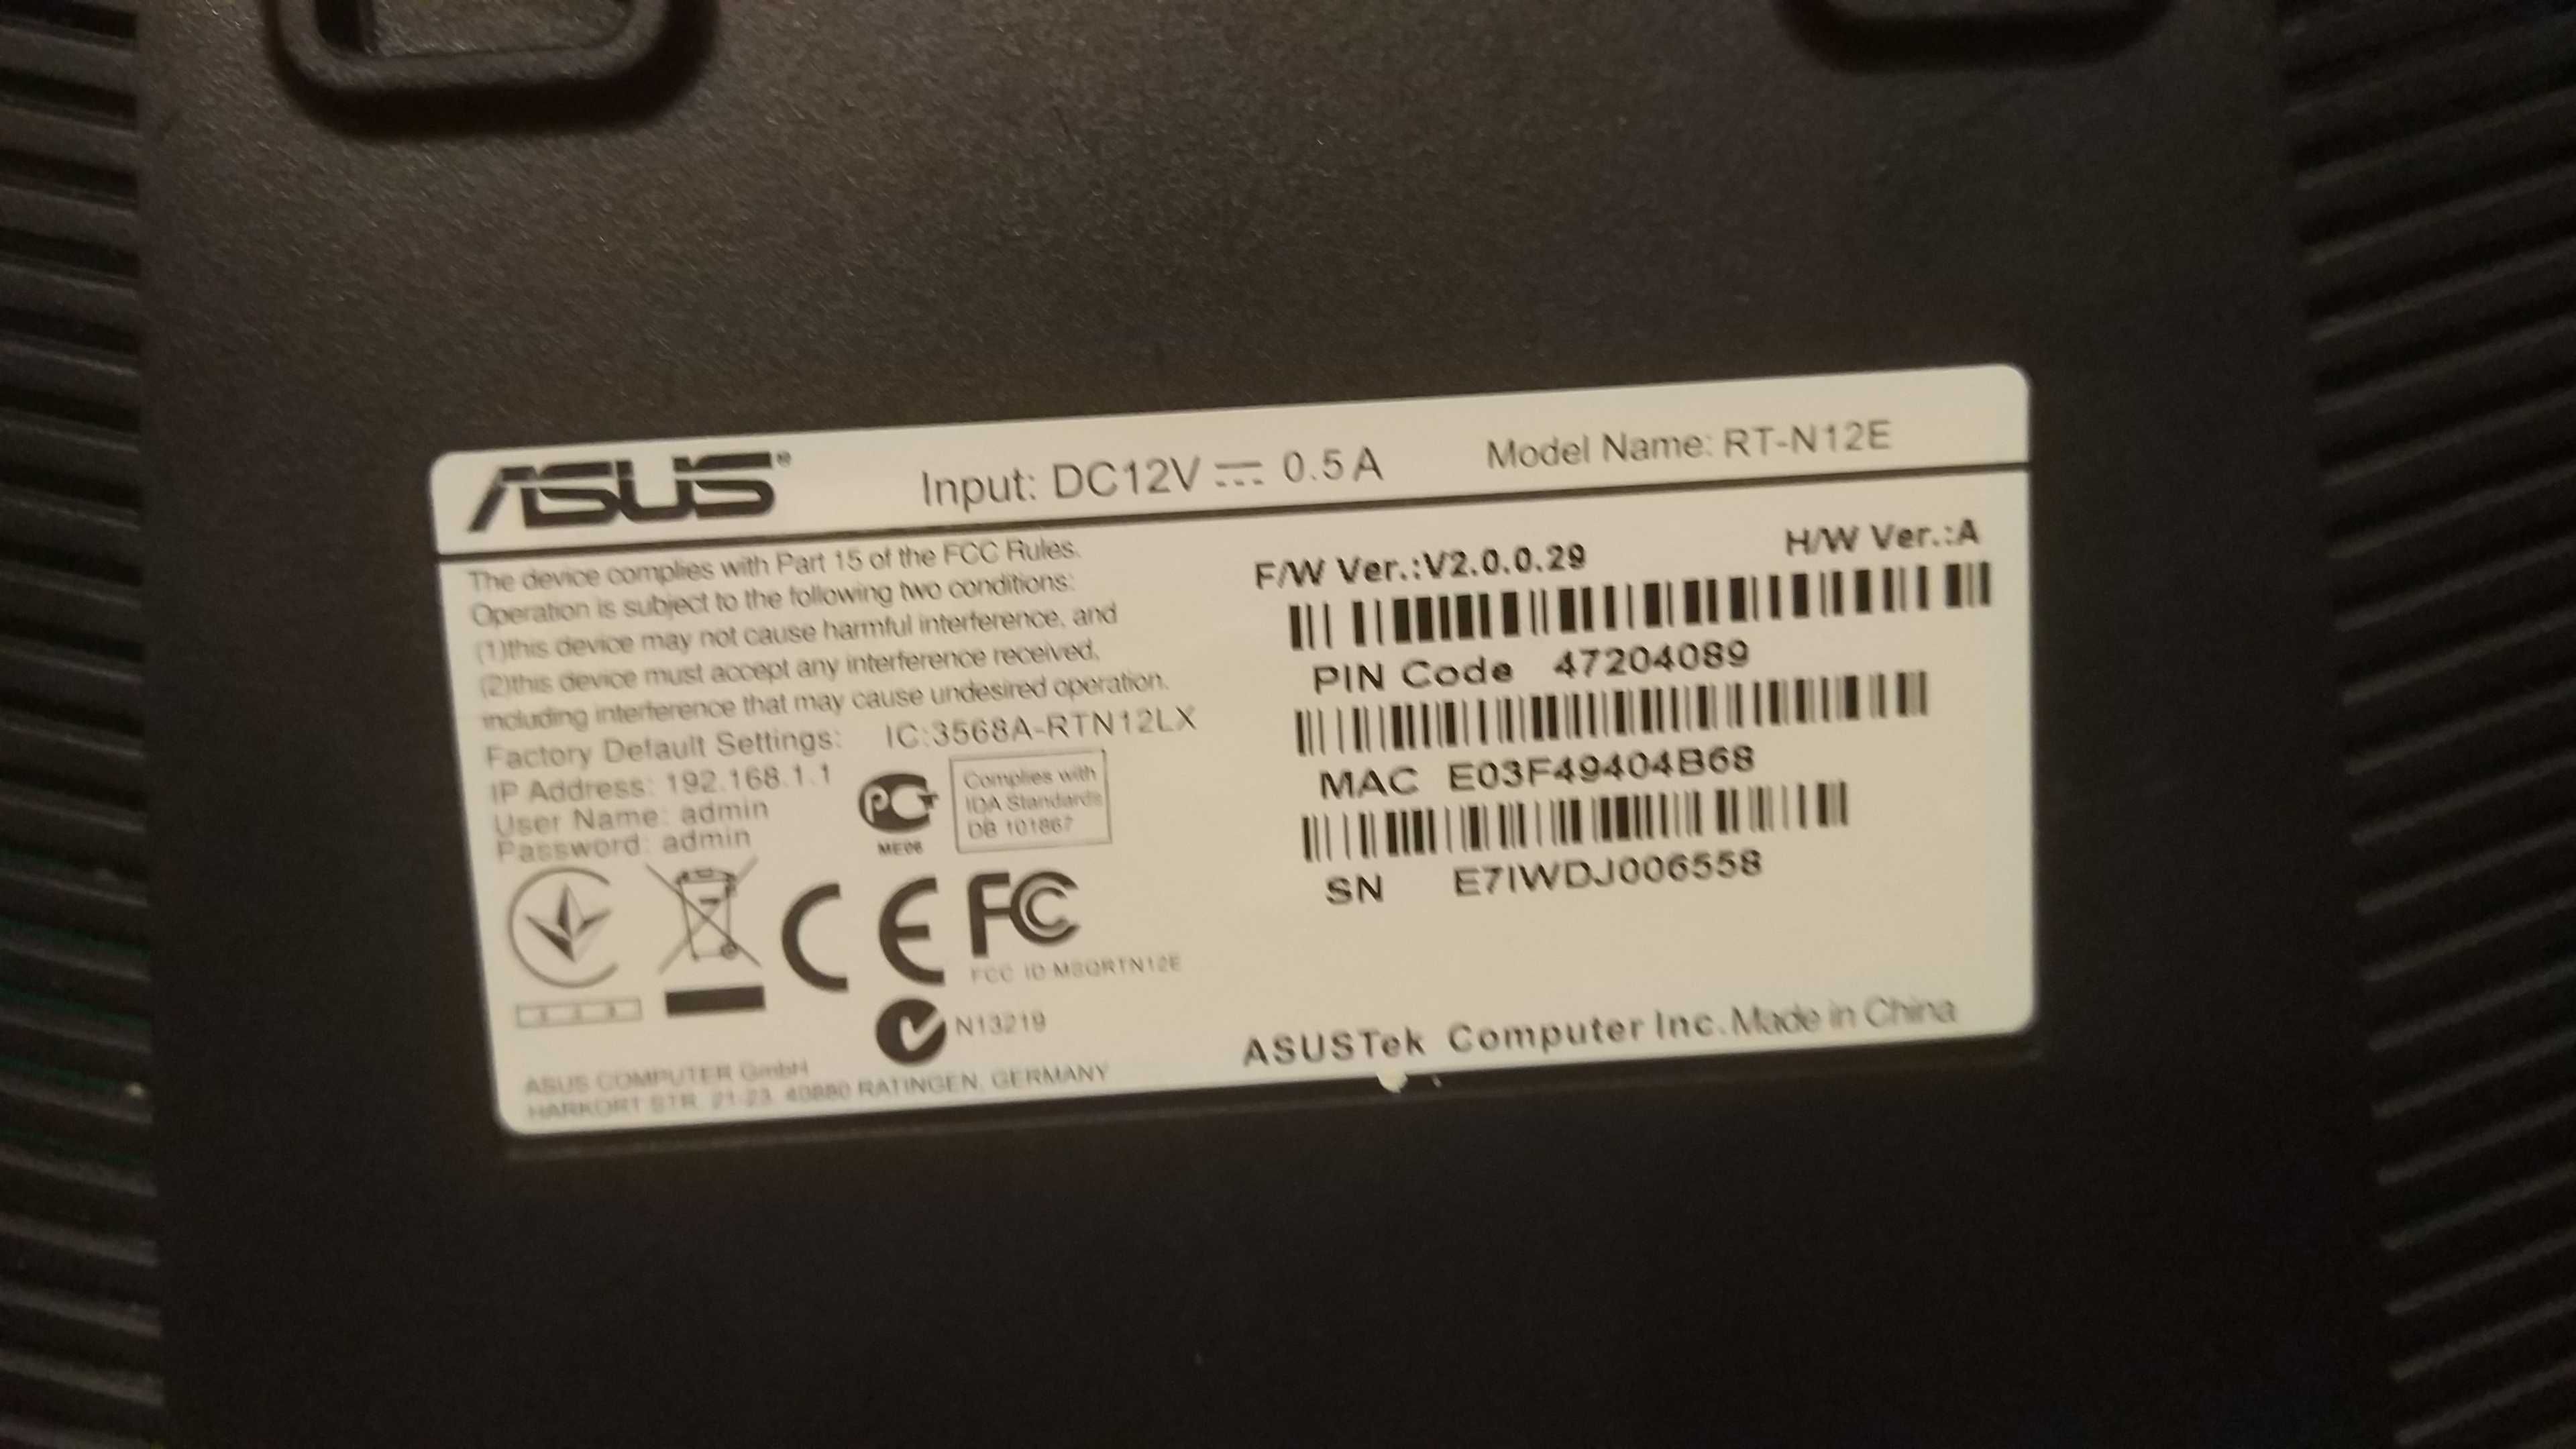 ASUS® Input: DC12V 0.5A Model Name: RT-N12E
The device complies with Part 15 of the FCC Rules.
Operation is subject to the following two conditions:
(1)this device may not cause harmful interference, and
(2)this device must accept any interference received,
including interference that may cause undesired operation.
Factory Default Settings: IC:3568A-RTN12LX
IP Address: 192.168.1.1
User Name: admin
Password: admin
Complies with
IDA Standards
DB 101867
ME06
CE FC
FCC ID:MSQRTN12E
N13219
ASUS COMPUTER GmbH
HARKORT STR. 21-23, 40880 RATINGEN, GERMANY
F/W Ver.:V2.0.0.29 H/W Ver.:A
PIN Code 47204089
MAC E03F49404B68
SN E7IWDJ006558
ASUSTek Computer Inc. Made in China